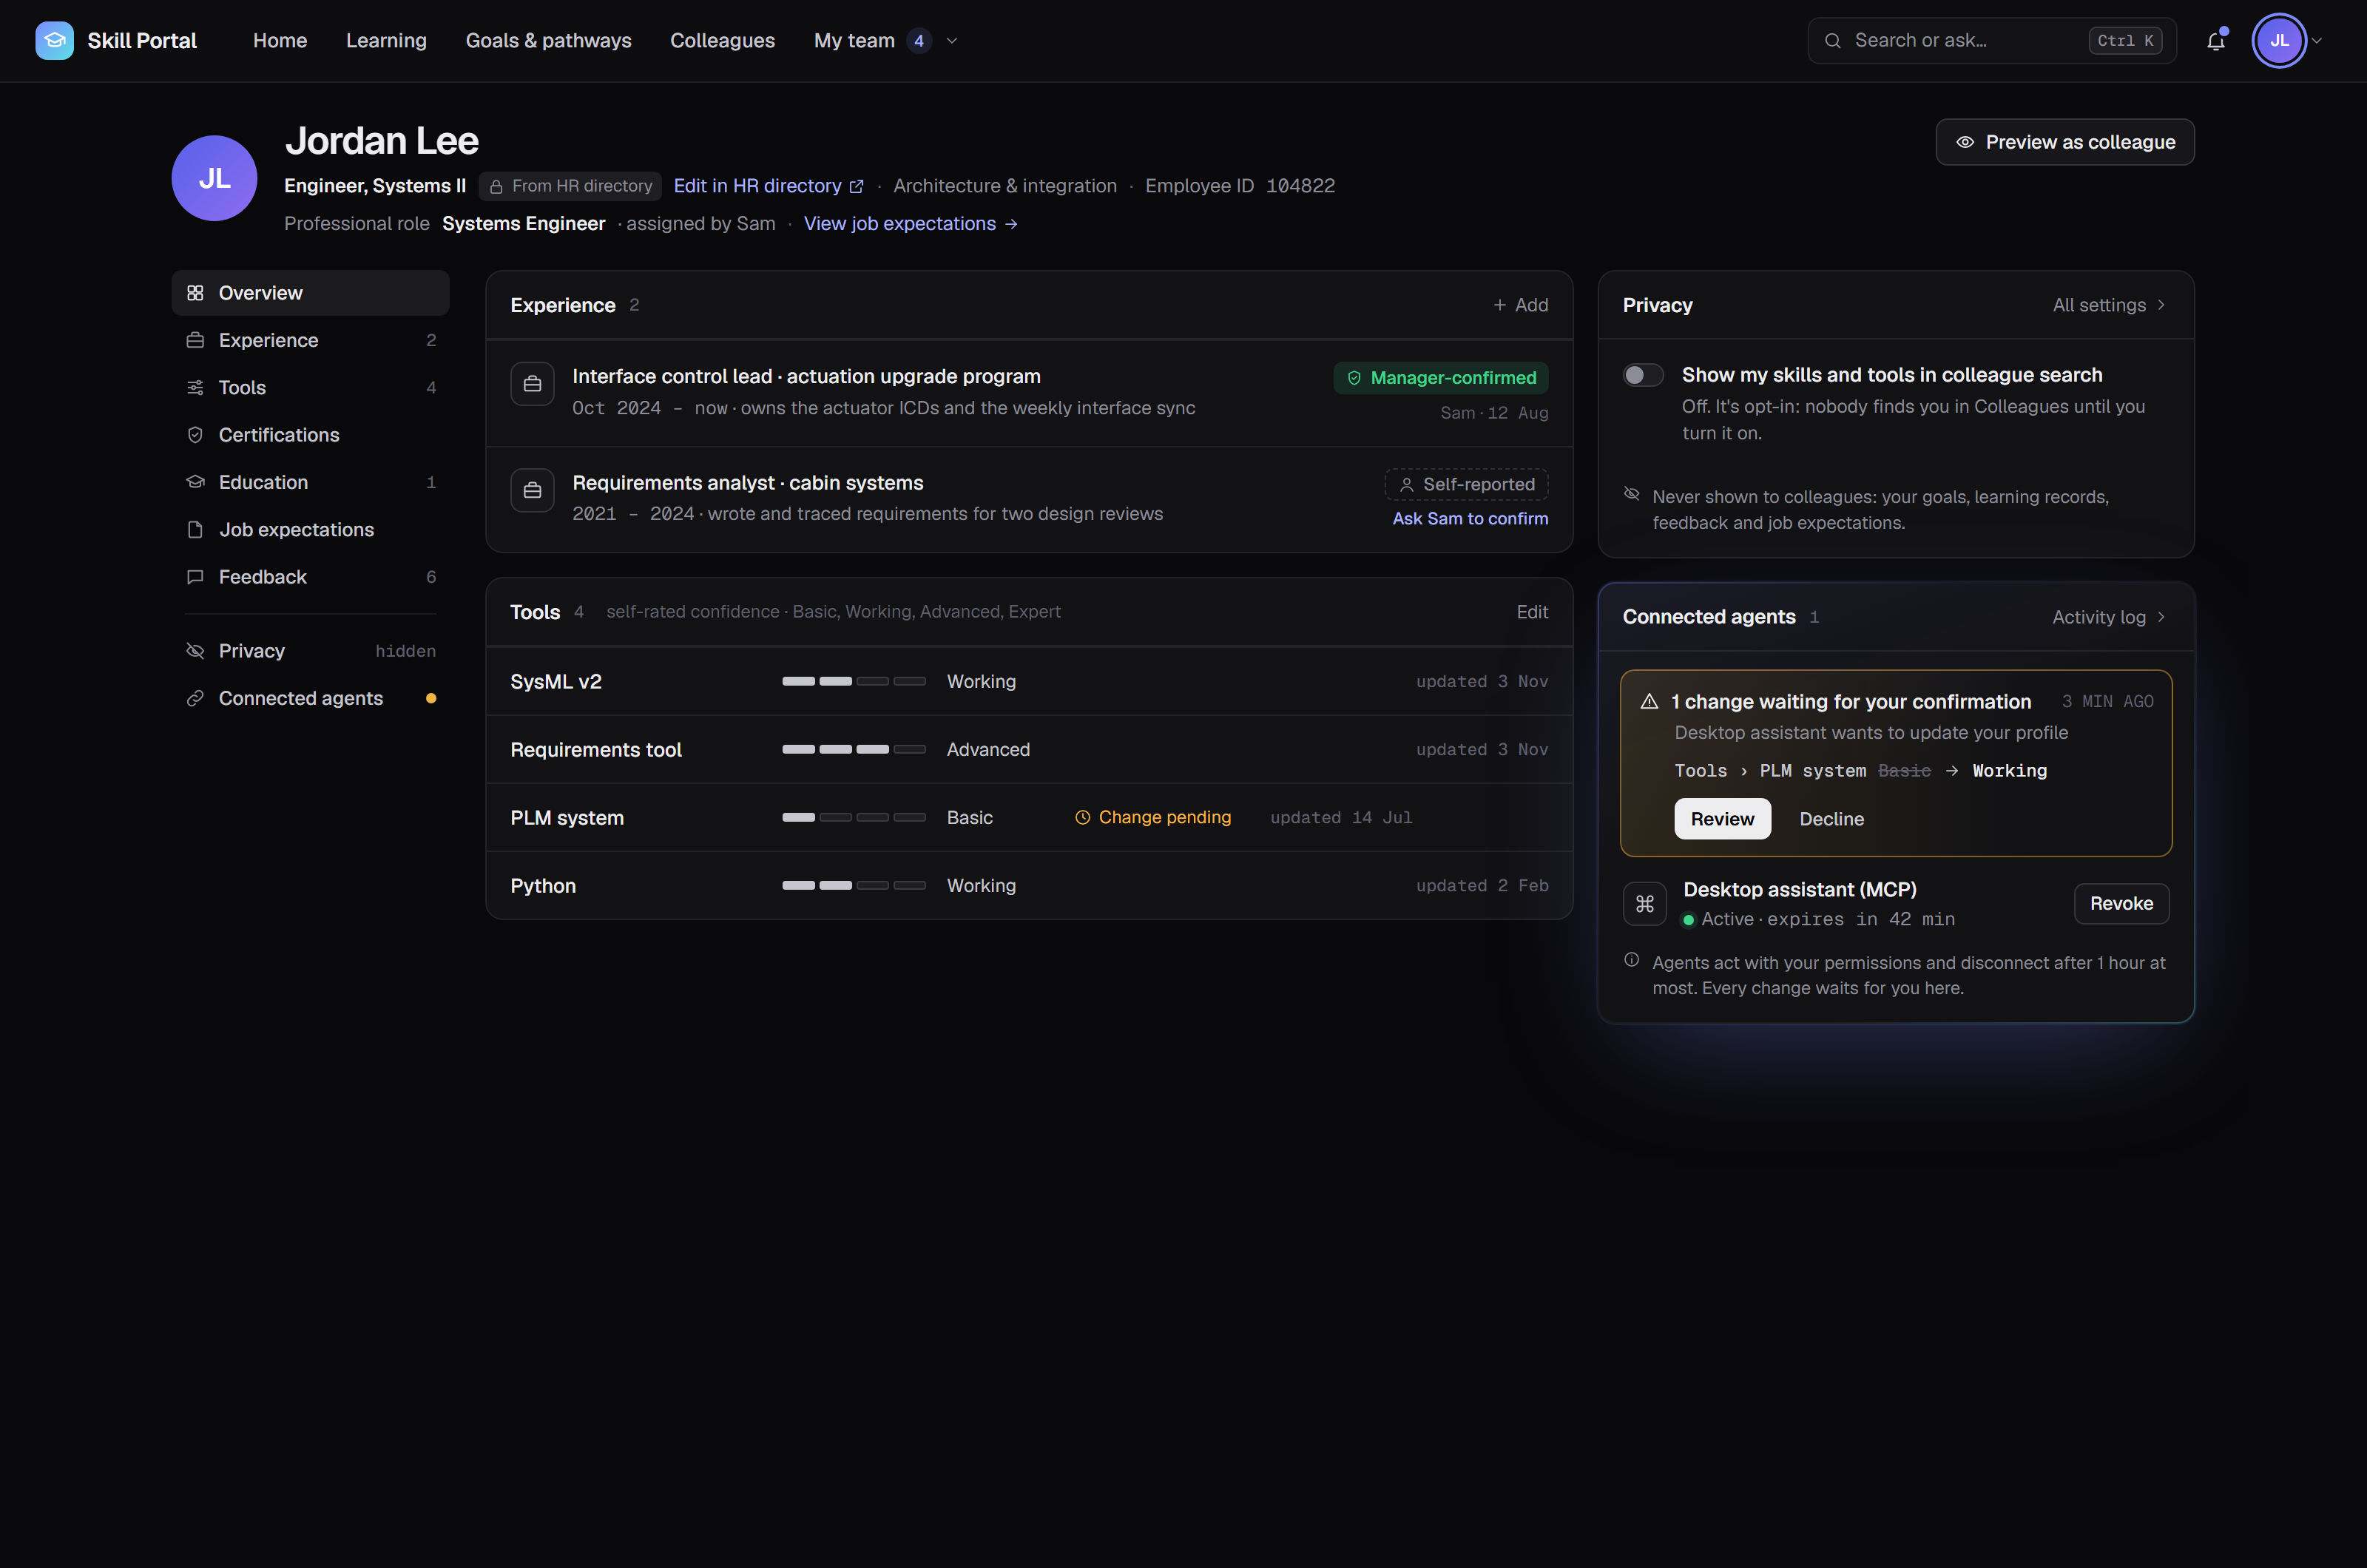 Skill Portal
Home
Learning
Goals & pathways
Colleagues
My team 4
Search or ask...
Ctrl K
JL
JL
Jordan Lee
Preview as colleague
Engineer, Systems II From HR directory Edit in HR directory · Architecture & integration · Employee ID 104822
Professional role Systems Engineer · assigned by Sam · View job expectations →
Overview
Experience 2
Tools 4
Certifications
Education 1
Job expectations
Feedback 6
Privacy hidden
Connected agents
Experience 2
+ Add
Interface control lead · actuation upgrade program
Manager-confirmed
Oct 2024 – now · owns the actuator ICDs and the weekly interface sync
Sam · 12 Aug
Requirements analyst · cabin systems
Self-reported
2021 – 2024 · wrote and traced requirements for two design reviews
Ask Sam to confirm
Tools 4 self-rated confidence · Basic, Working, Advanced, Expert
Edit
SysML v2 Working updated 3 Nov
Requirements tool Advanced updated 3 Nov
PLM system Basic Change pending updated 14 Jul
Python Working updated 2 Feb
Privacy
All settings
Show my skills and tools in colleague search
Off. It's opt-in: nobody finds you in Colleagues until you
turn it on.
Never shown to colleagues: your goals, learning records,
feedback and job expectations.
Connected agents 1
Activity log
1 change waiting for your confirmation 3 MIN AGO
Desktop assistant wants to update your profile
Tools › PLM system Basic → Working
Review
Decline
Desktop assistant (MCP)
Active · expires in 42 min
Revoke
Agents act with your permissions and disconnect after 1 hour at
most. Every change waits for you here.